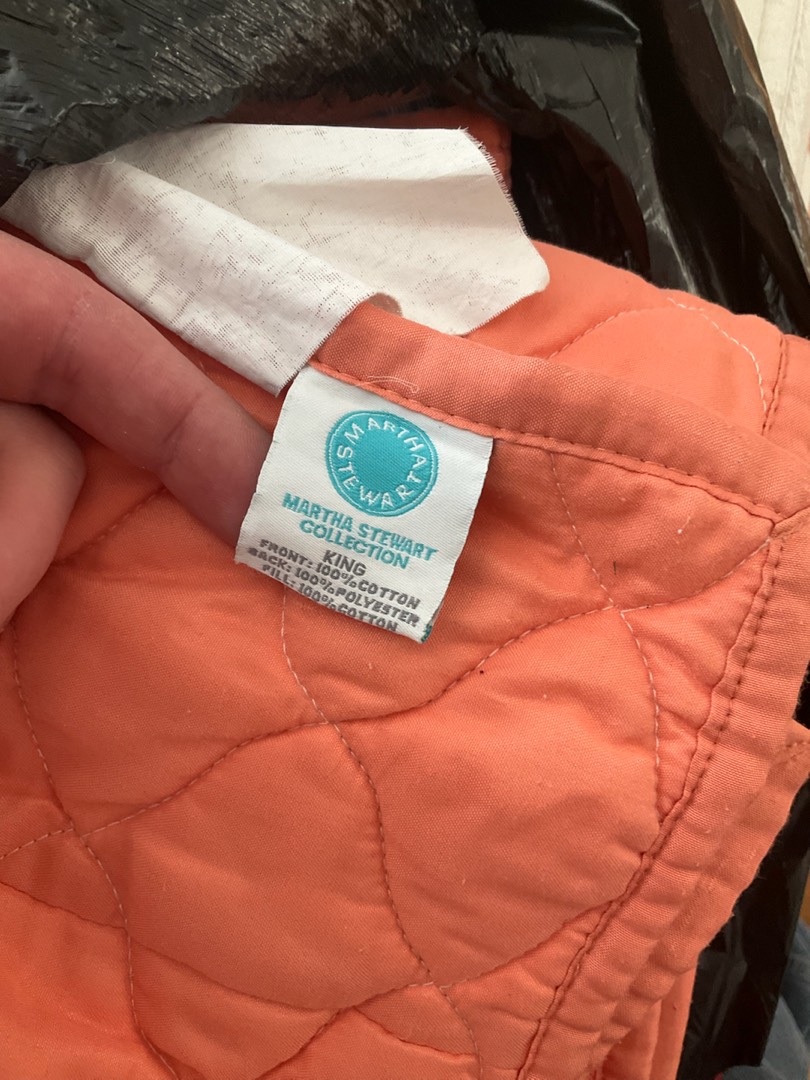 MARTHA
STEWART
MARTHA STEWART
COLLECTION
KING
FRONT: 100%COTTON
BACK: 100%POLYESTER
FILL: 100%COTTON